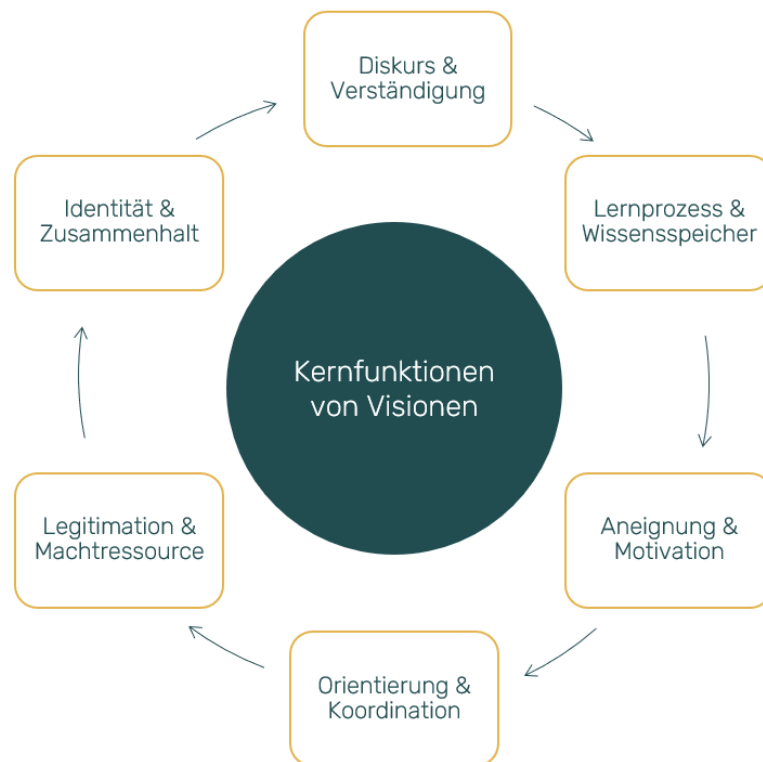 Diskurs &
Verständigung
Lernprozess &
Wissensspeicher
Aneignung &
Motivation
Orientierung &
Koordination
Legitimation &
Machtressource
Identität &
Zusammenhalt
Kernfunktionen
von Visionen